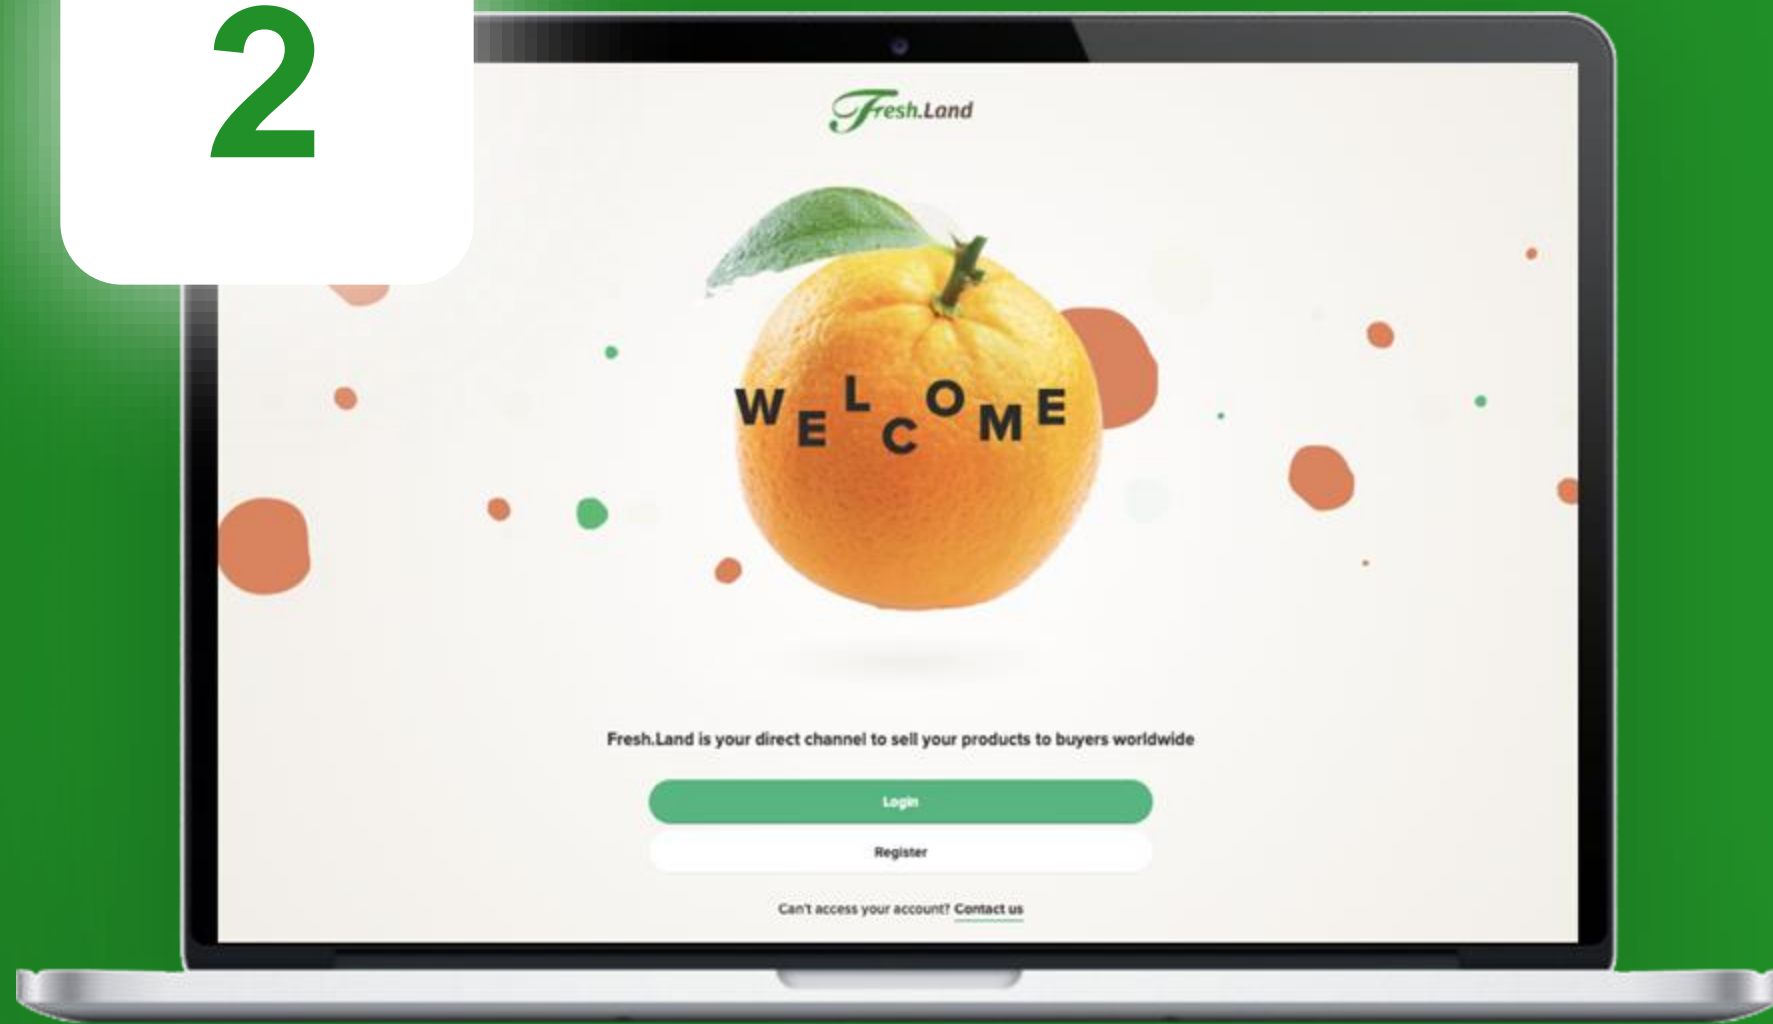 2
Fresh.Land
WELCOME
Fresh.Land is your direct channel to sell your products to buyers worldwide
Login
Register
Can't access your account? Contact us